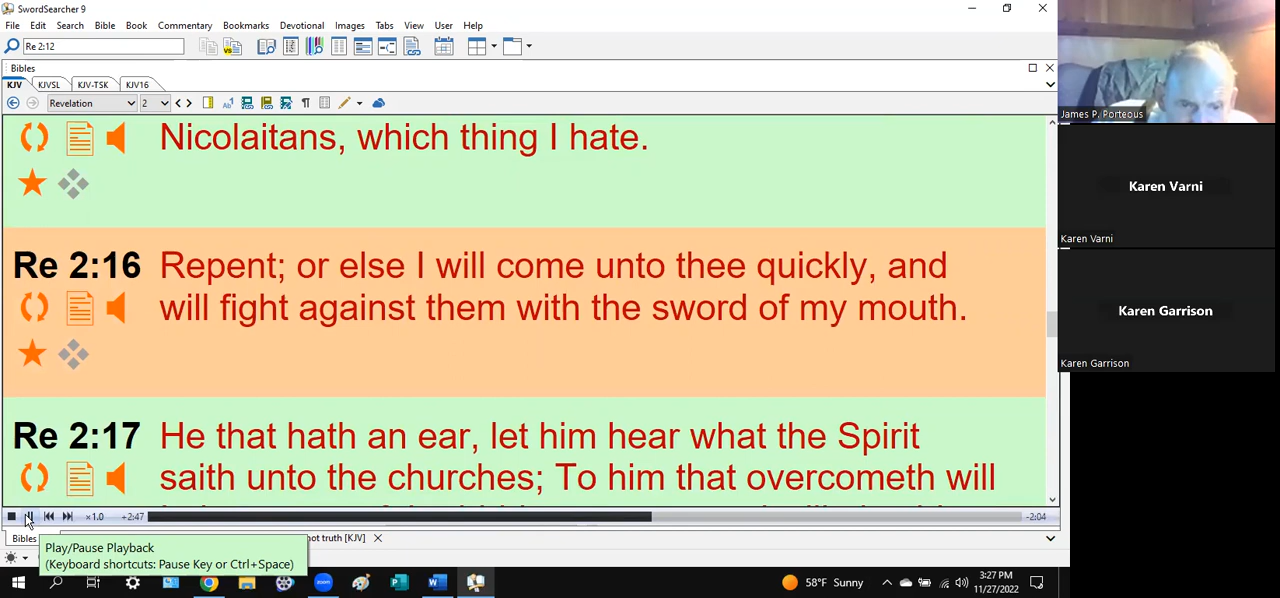 SwordSearcher 9
File Edit Search Bible Book Commentary Bookmarks Devotional Images Tabs View User Help
Re 2:12
Bibles
KJV KJVSL KJV-TSK KJV16
Revelation 2
Nicolaitans, which thing I hate.
Re 2:16 Repent; or else I will come unto thee quickly, and
will fight against them with the sword of my mouth.
Re 2:17 He that hath an ear, let him hear what the Spirit
saith unto the churches; To him that overcometh will
×1.0 +2:47 -2:04
Bibles not truth [KJV]
Play/Pause Playback
(Keyboard shortcuts: Pause Key or Ctrl+Space)
58°F Sunny
3:27 PM
11/27/2022
James P. Porteous
Karen Varni
Karen Varni
Karen Garrison
Karen Garrison